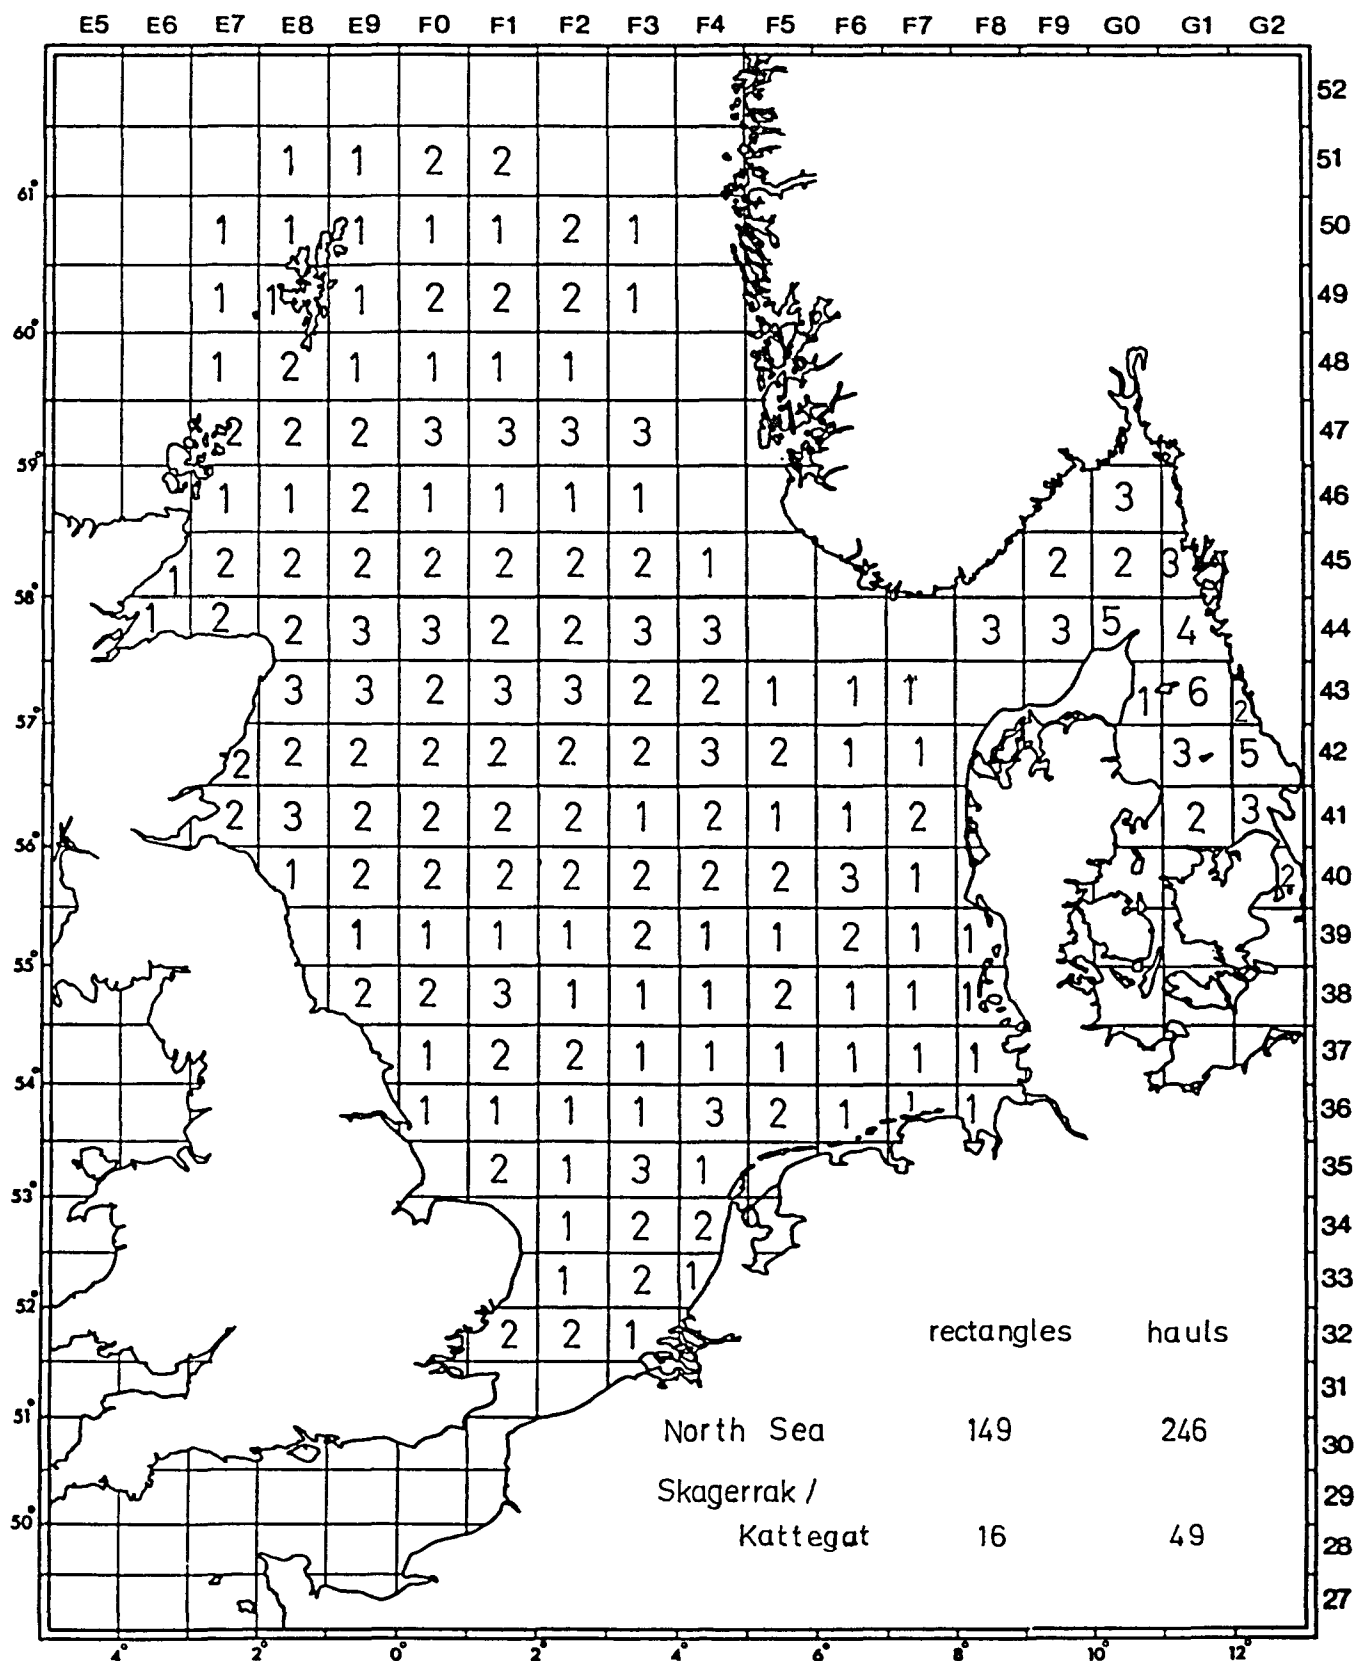 E5 E6 E7 E8 E9 F0 F1 F2 F3 F4 F5 F6 F7 F8 F9 G0 G1 G2
52
1 1 2 2 51
61°
1 1 1 1 1 2 1 50
1 1 1 2 2 2 1 49
60°
1 2 1 1 1 1 48
2 2 2 3 3 3 3 47
59°
1 1 2 1 1 1 1 3 46
1 2 2 2 2 2 2 2 1 2 2 3 45
58°
1 2 2 3 3 2 2 3 3 3 3 5 4 44
3 3 2 3 3 2 2 1 1 1 1 6 2 43
57°
2 2 2 2 2 2 2 3 2 1 1 3 5 42
2 3 2 2 2 2 1 2 1 1 2 2 3 41
56°
1 2 2 2 2 2 2 2 3 1 2 40
1 1 1 1 2 1 1 2 1 1 39
55°
2 2 3 1 1 1 2 1 1 1 38
1 2 2 1 1 1 1 1 1 37
54°
1 1 1 1 3 2 1 1 1 36
2 1 3 1 35
53°
1 2 2 34
1 2 1 33
52°
2 2 1 rectangles hauls 32
31
51°
North Sea 149 246 30
Skagerrak / 29
50°
Kattegat 16 49 28
27
4° 2° 0° 2° 4° 6° 8° 10° 12°